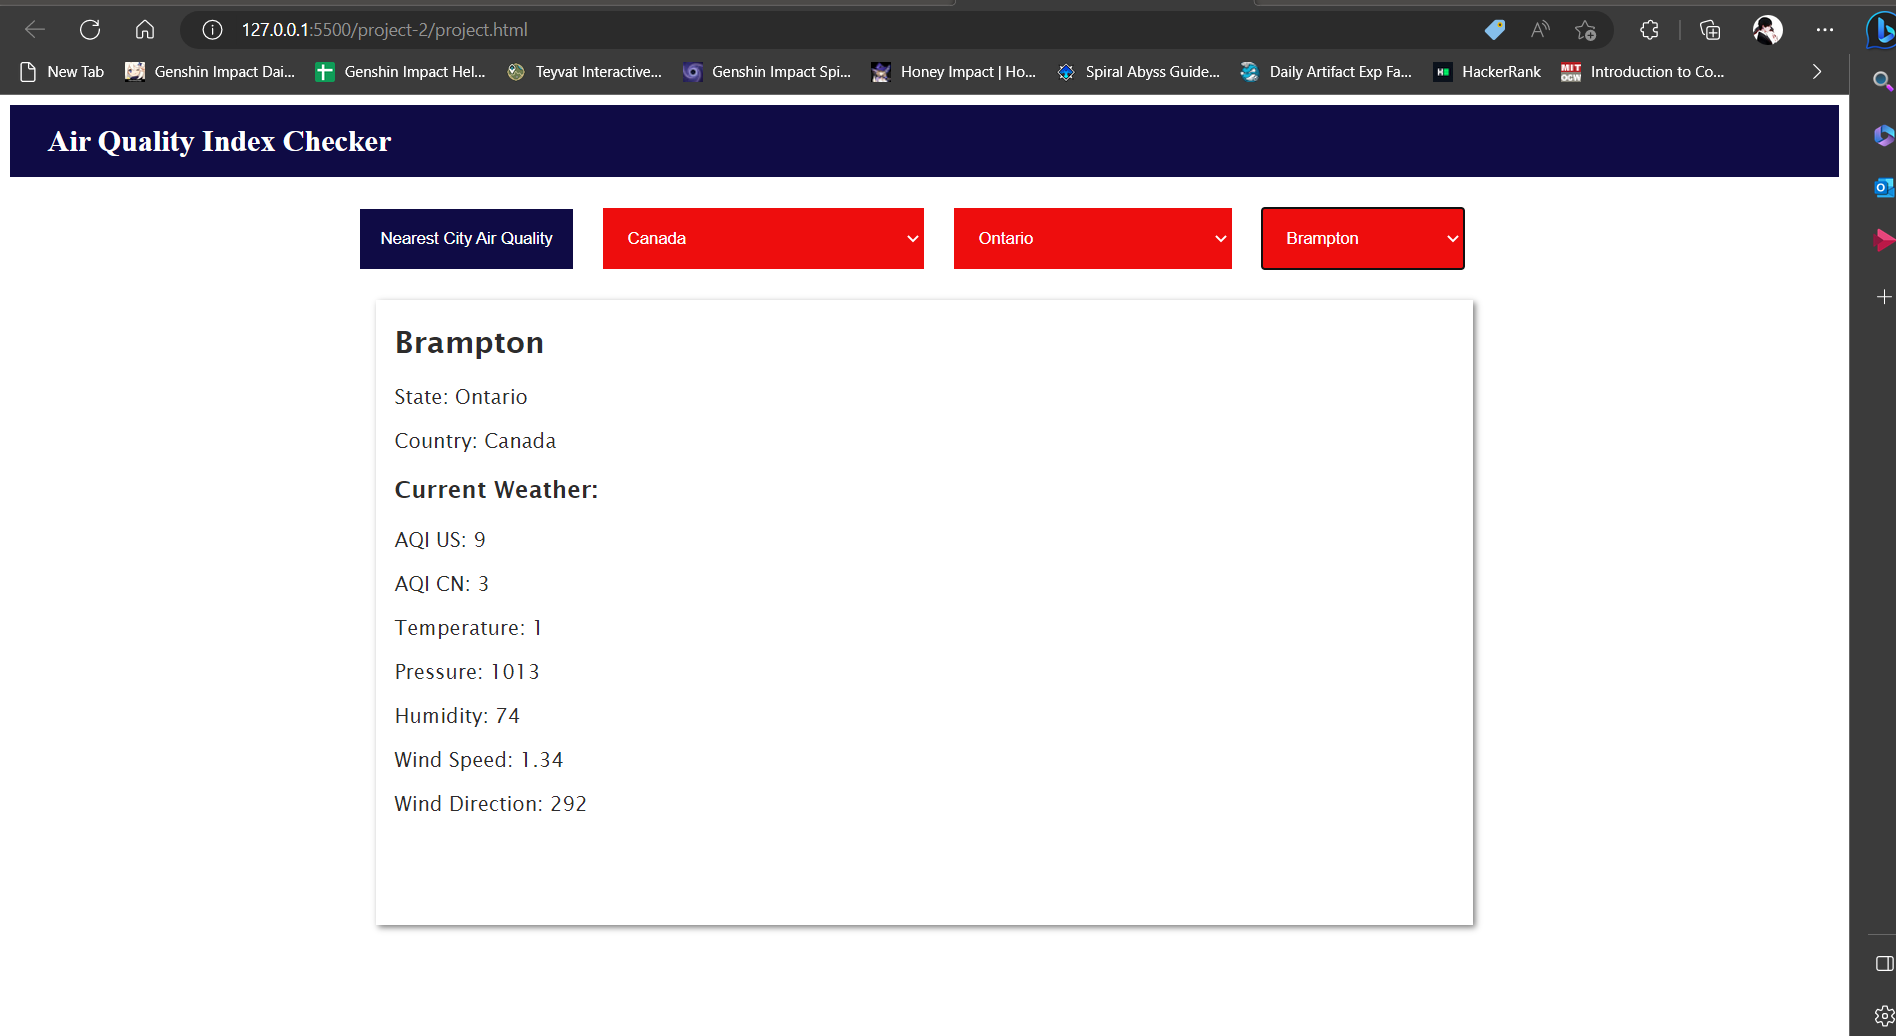 127.0.0.1:5500/project-2/project.html
New Tab Genshin Impact Dai... Genshin Impact Hel... Teyvat Interactive... Genshin Impact Spi... Honey Impact | Ho... Spiral Abyss Guide... Daily Artifact Exp Fa... HackerRank Introduction to Co...
Air Quality Index Checker
Nearest City Air Quality Canada Ontario Brampton
Brampton
State: Ontario
Country: Canada
Current Weather:
AQI US: 9
AQI CN: 3
Temperature: 1
Pressure: 1013
Humidity: 74
Wind Speed: 1.34
Wind Direction: 292